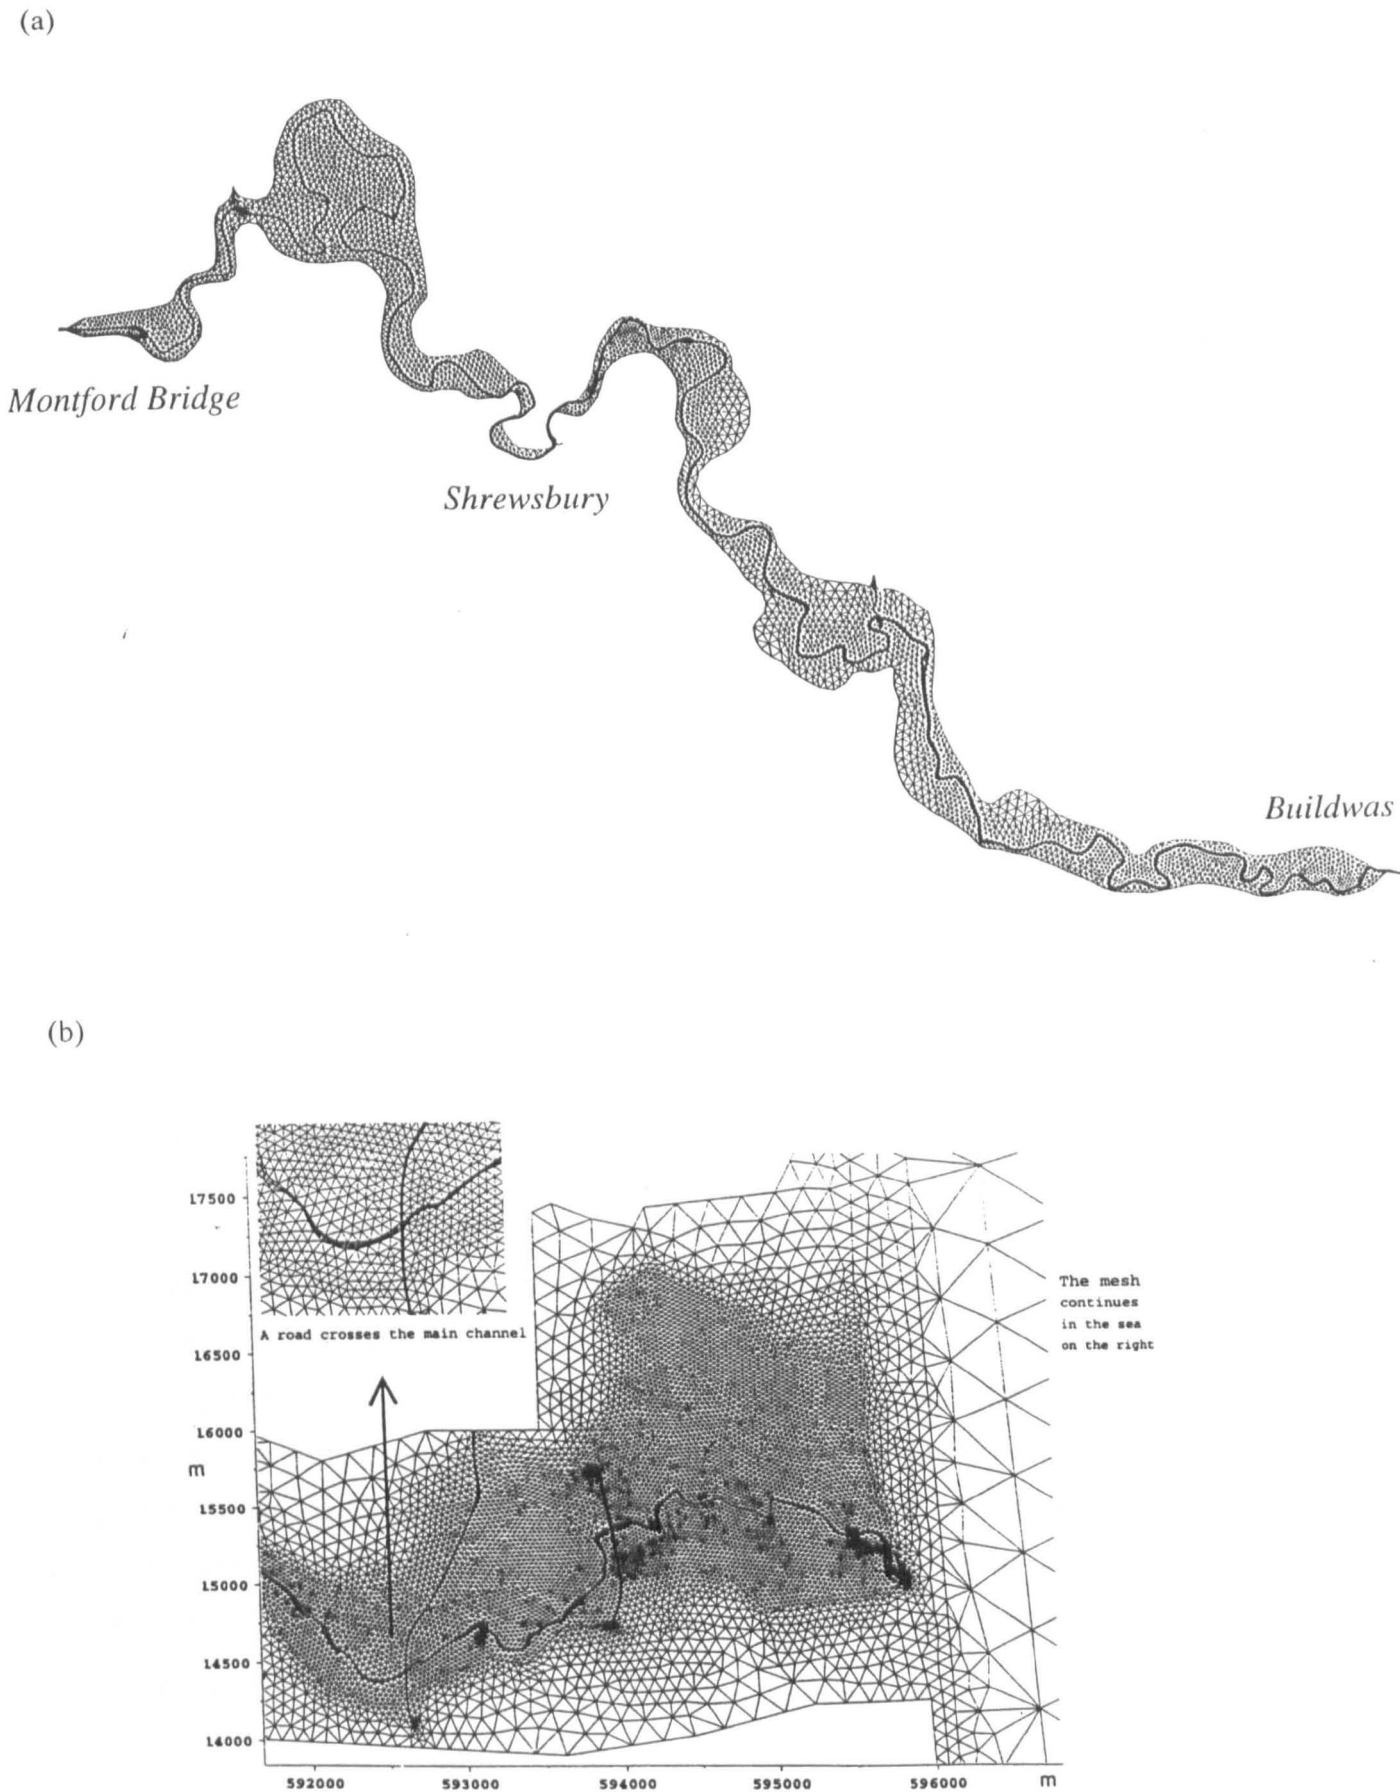 (a)
Montford Bridge
Shrewsbury
Buildwas
(b)
17500
17000
16500
16000
m
15500
15000
14500
14000
A road crosses the main channel
The mesh
continues
in the sea
on the right
592000 593000 594000 595000 596000 m